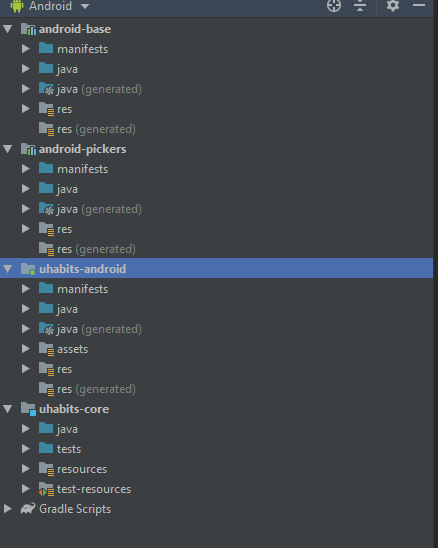 Android
android-base
manifests
java
java (generated)
res
res (generated)
android-pickers
manifests
java
java (generated)
res
res (generated)
uhabits-android
manifests
java
java (generated)
assets
res
res (generated)
uhabits-core
java
tests
resources
test-resources
Gradle Scripts